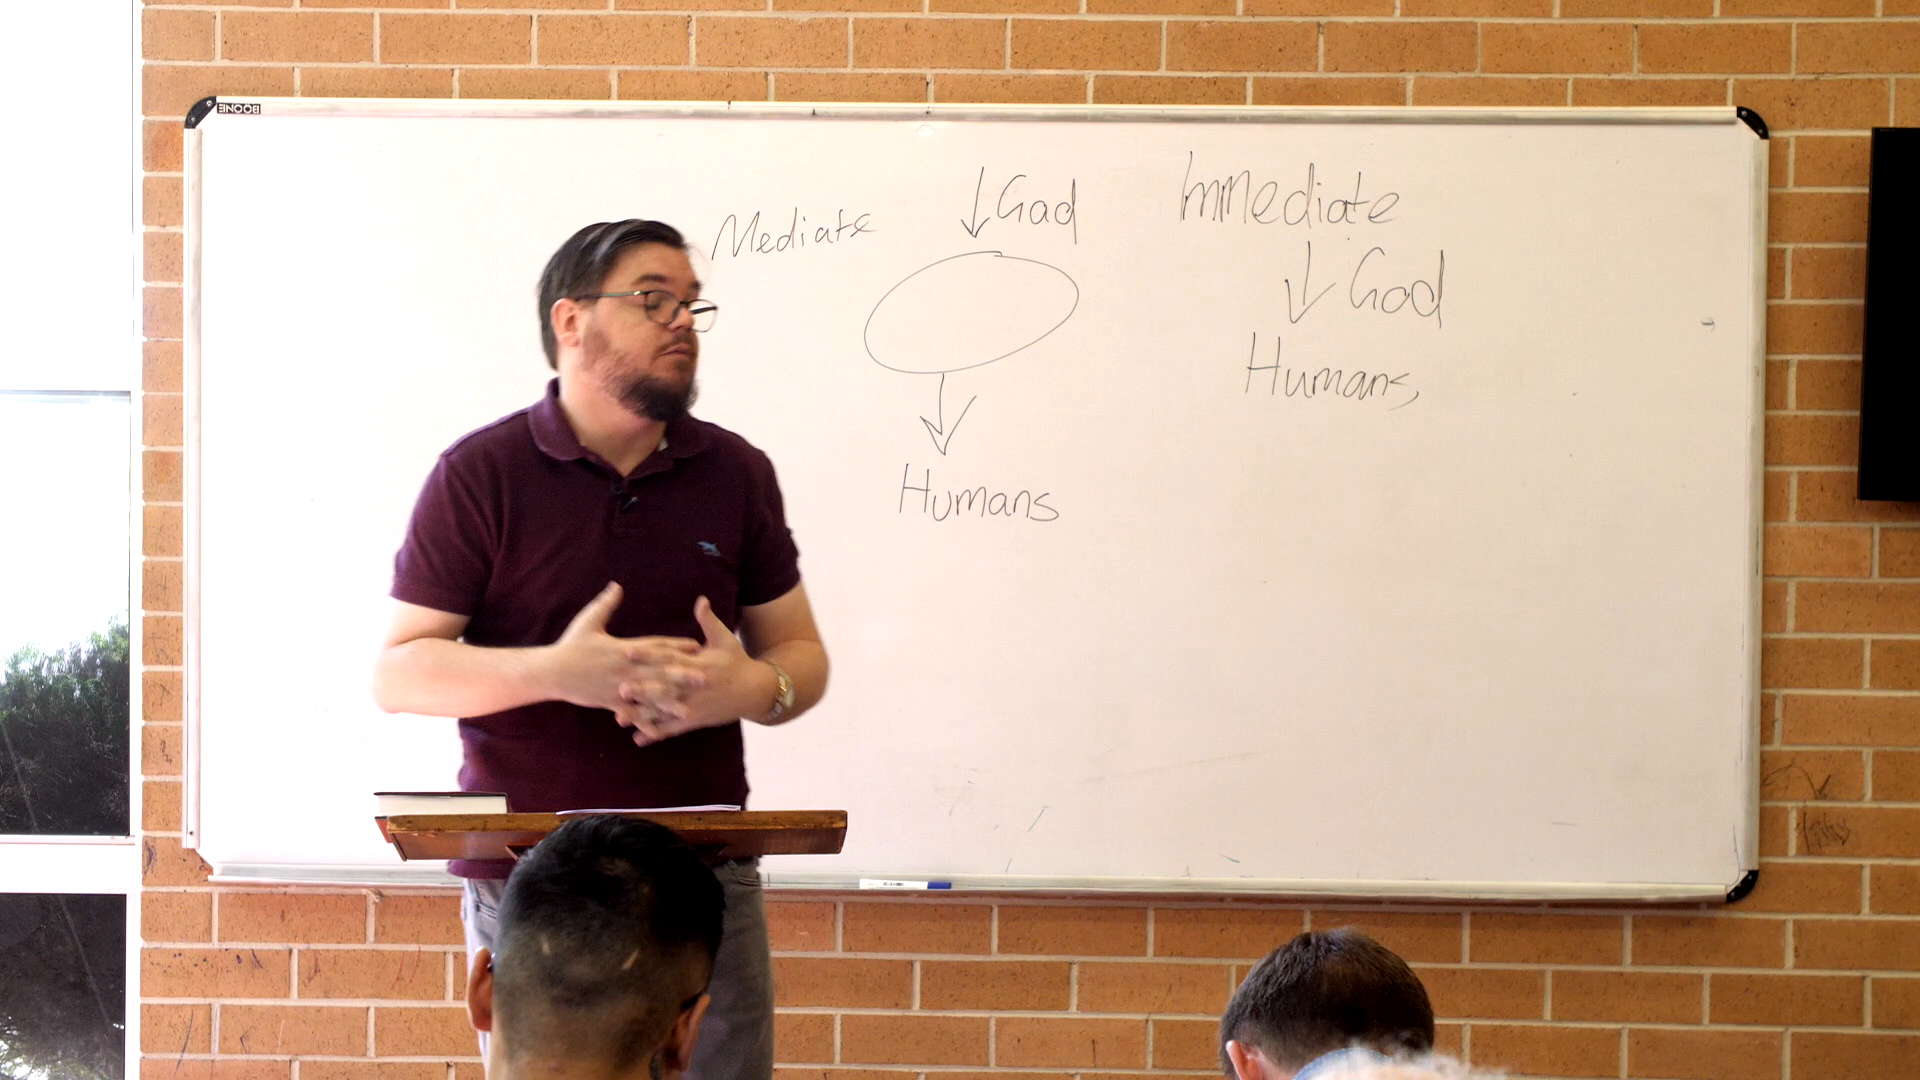 BOONE
Mediate
God
Humans
Immediate
God
Humans